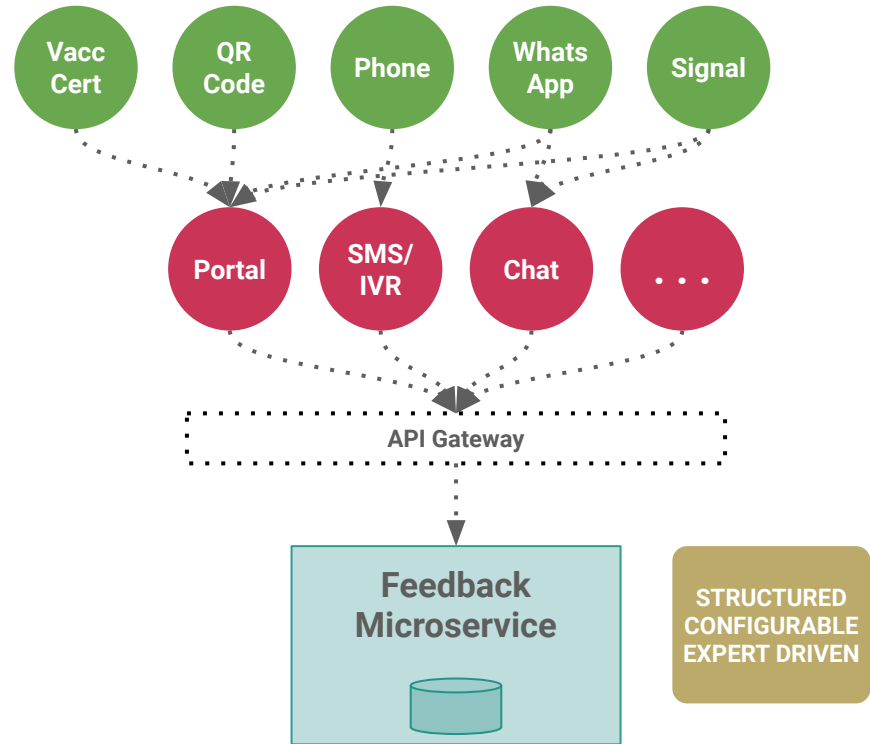 Vacc
Cert
QR
Code
Phone
Whats
App
Signal
Portal
SMS/
IVR
Chat
. . .
API Gateway
Feedback
Microservice
STRUCTURED
CONFIGURABLE
EXPERT DRIVEN